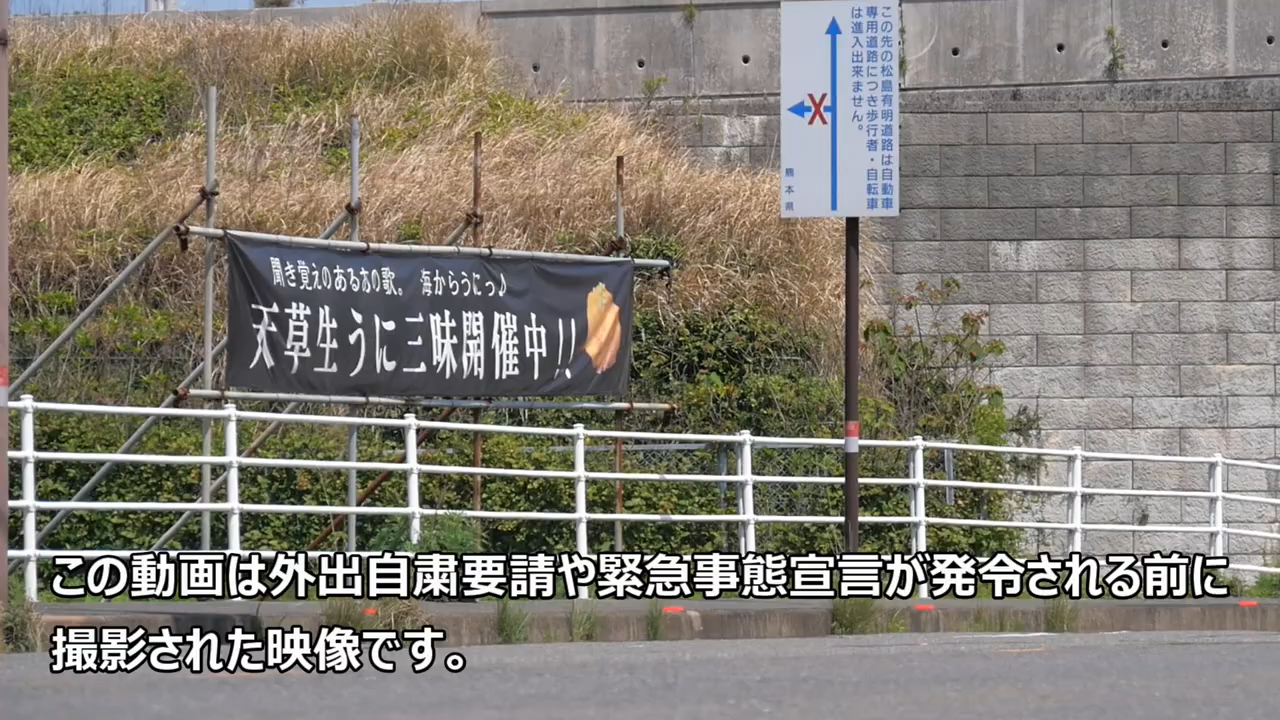 この先の松島有明道路は自動車
専用道路につき歩行者・自転車
は進入出来ません。
熊本県
聞き覚えのあるあの歌。 海からうにっ♪
天草生うに三昧開催中!!
この動画は外出自粛要請や緊急事態宣言が発令される前に
撮影された映像です。